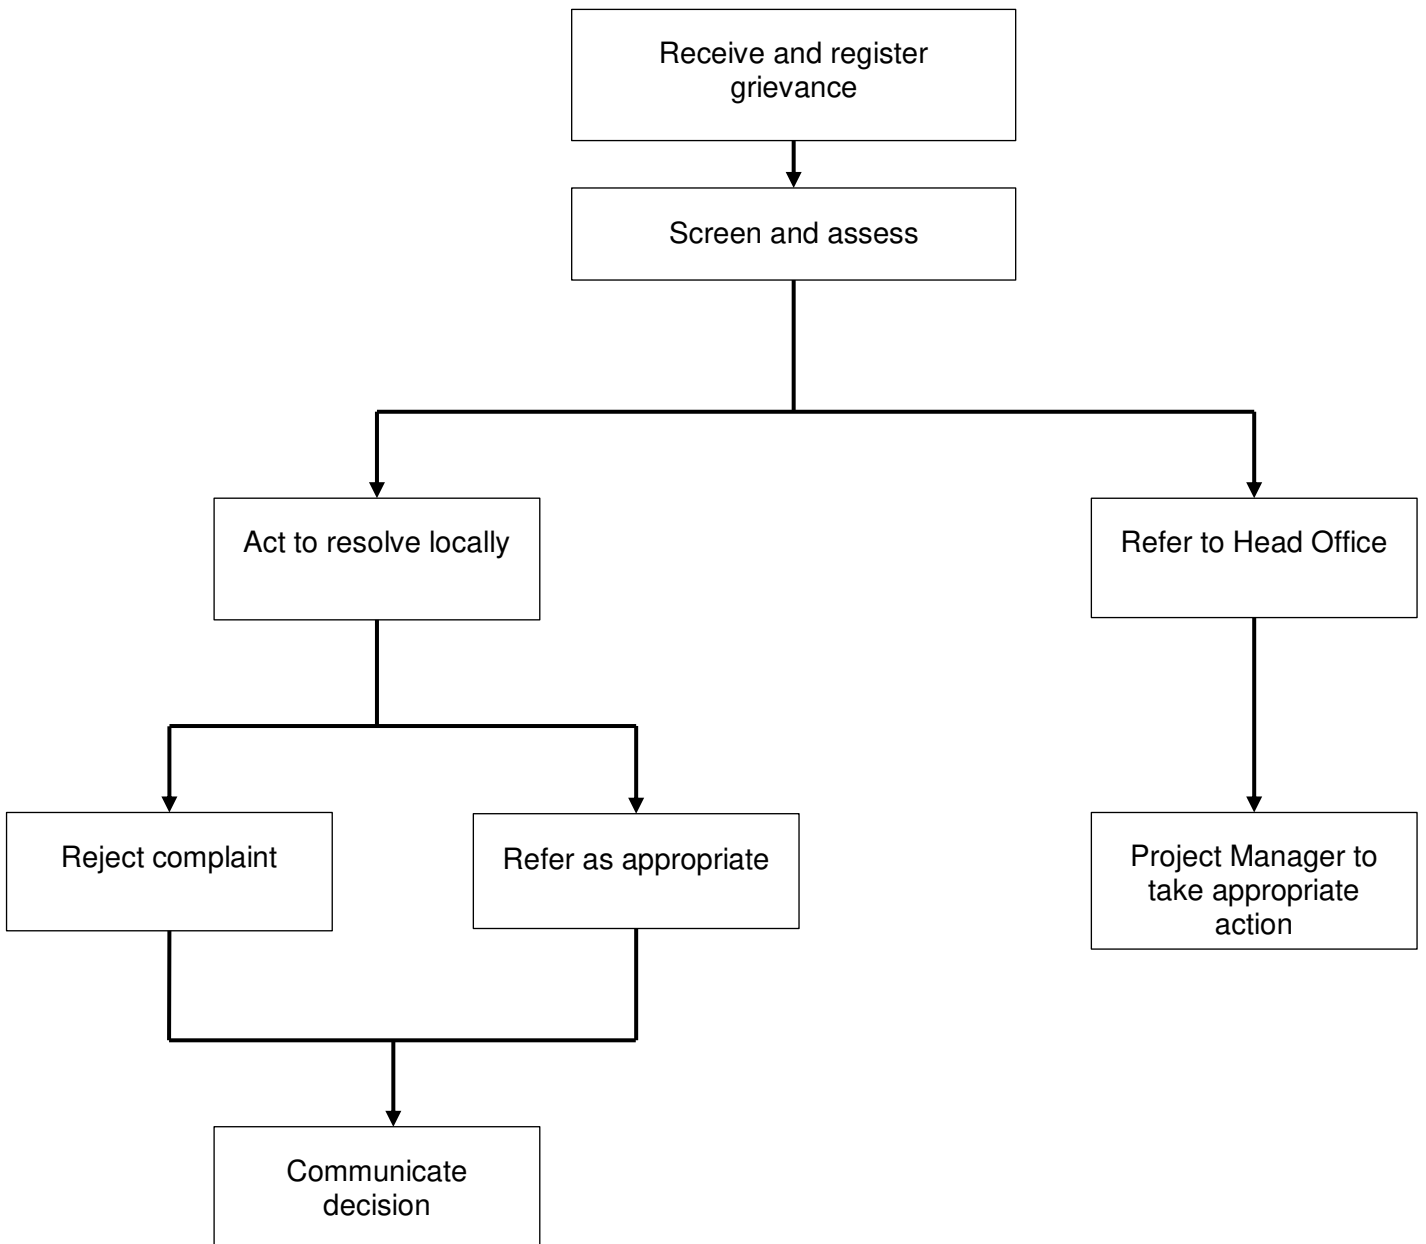 Receive and register
grievance
Screen and assess
Act to resolve locally
Refer to Head Office
Reject complaint
Refer as appropriate
Project Manager to
take appropriate
action
Communicate
decision